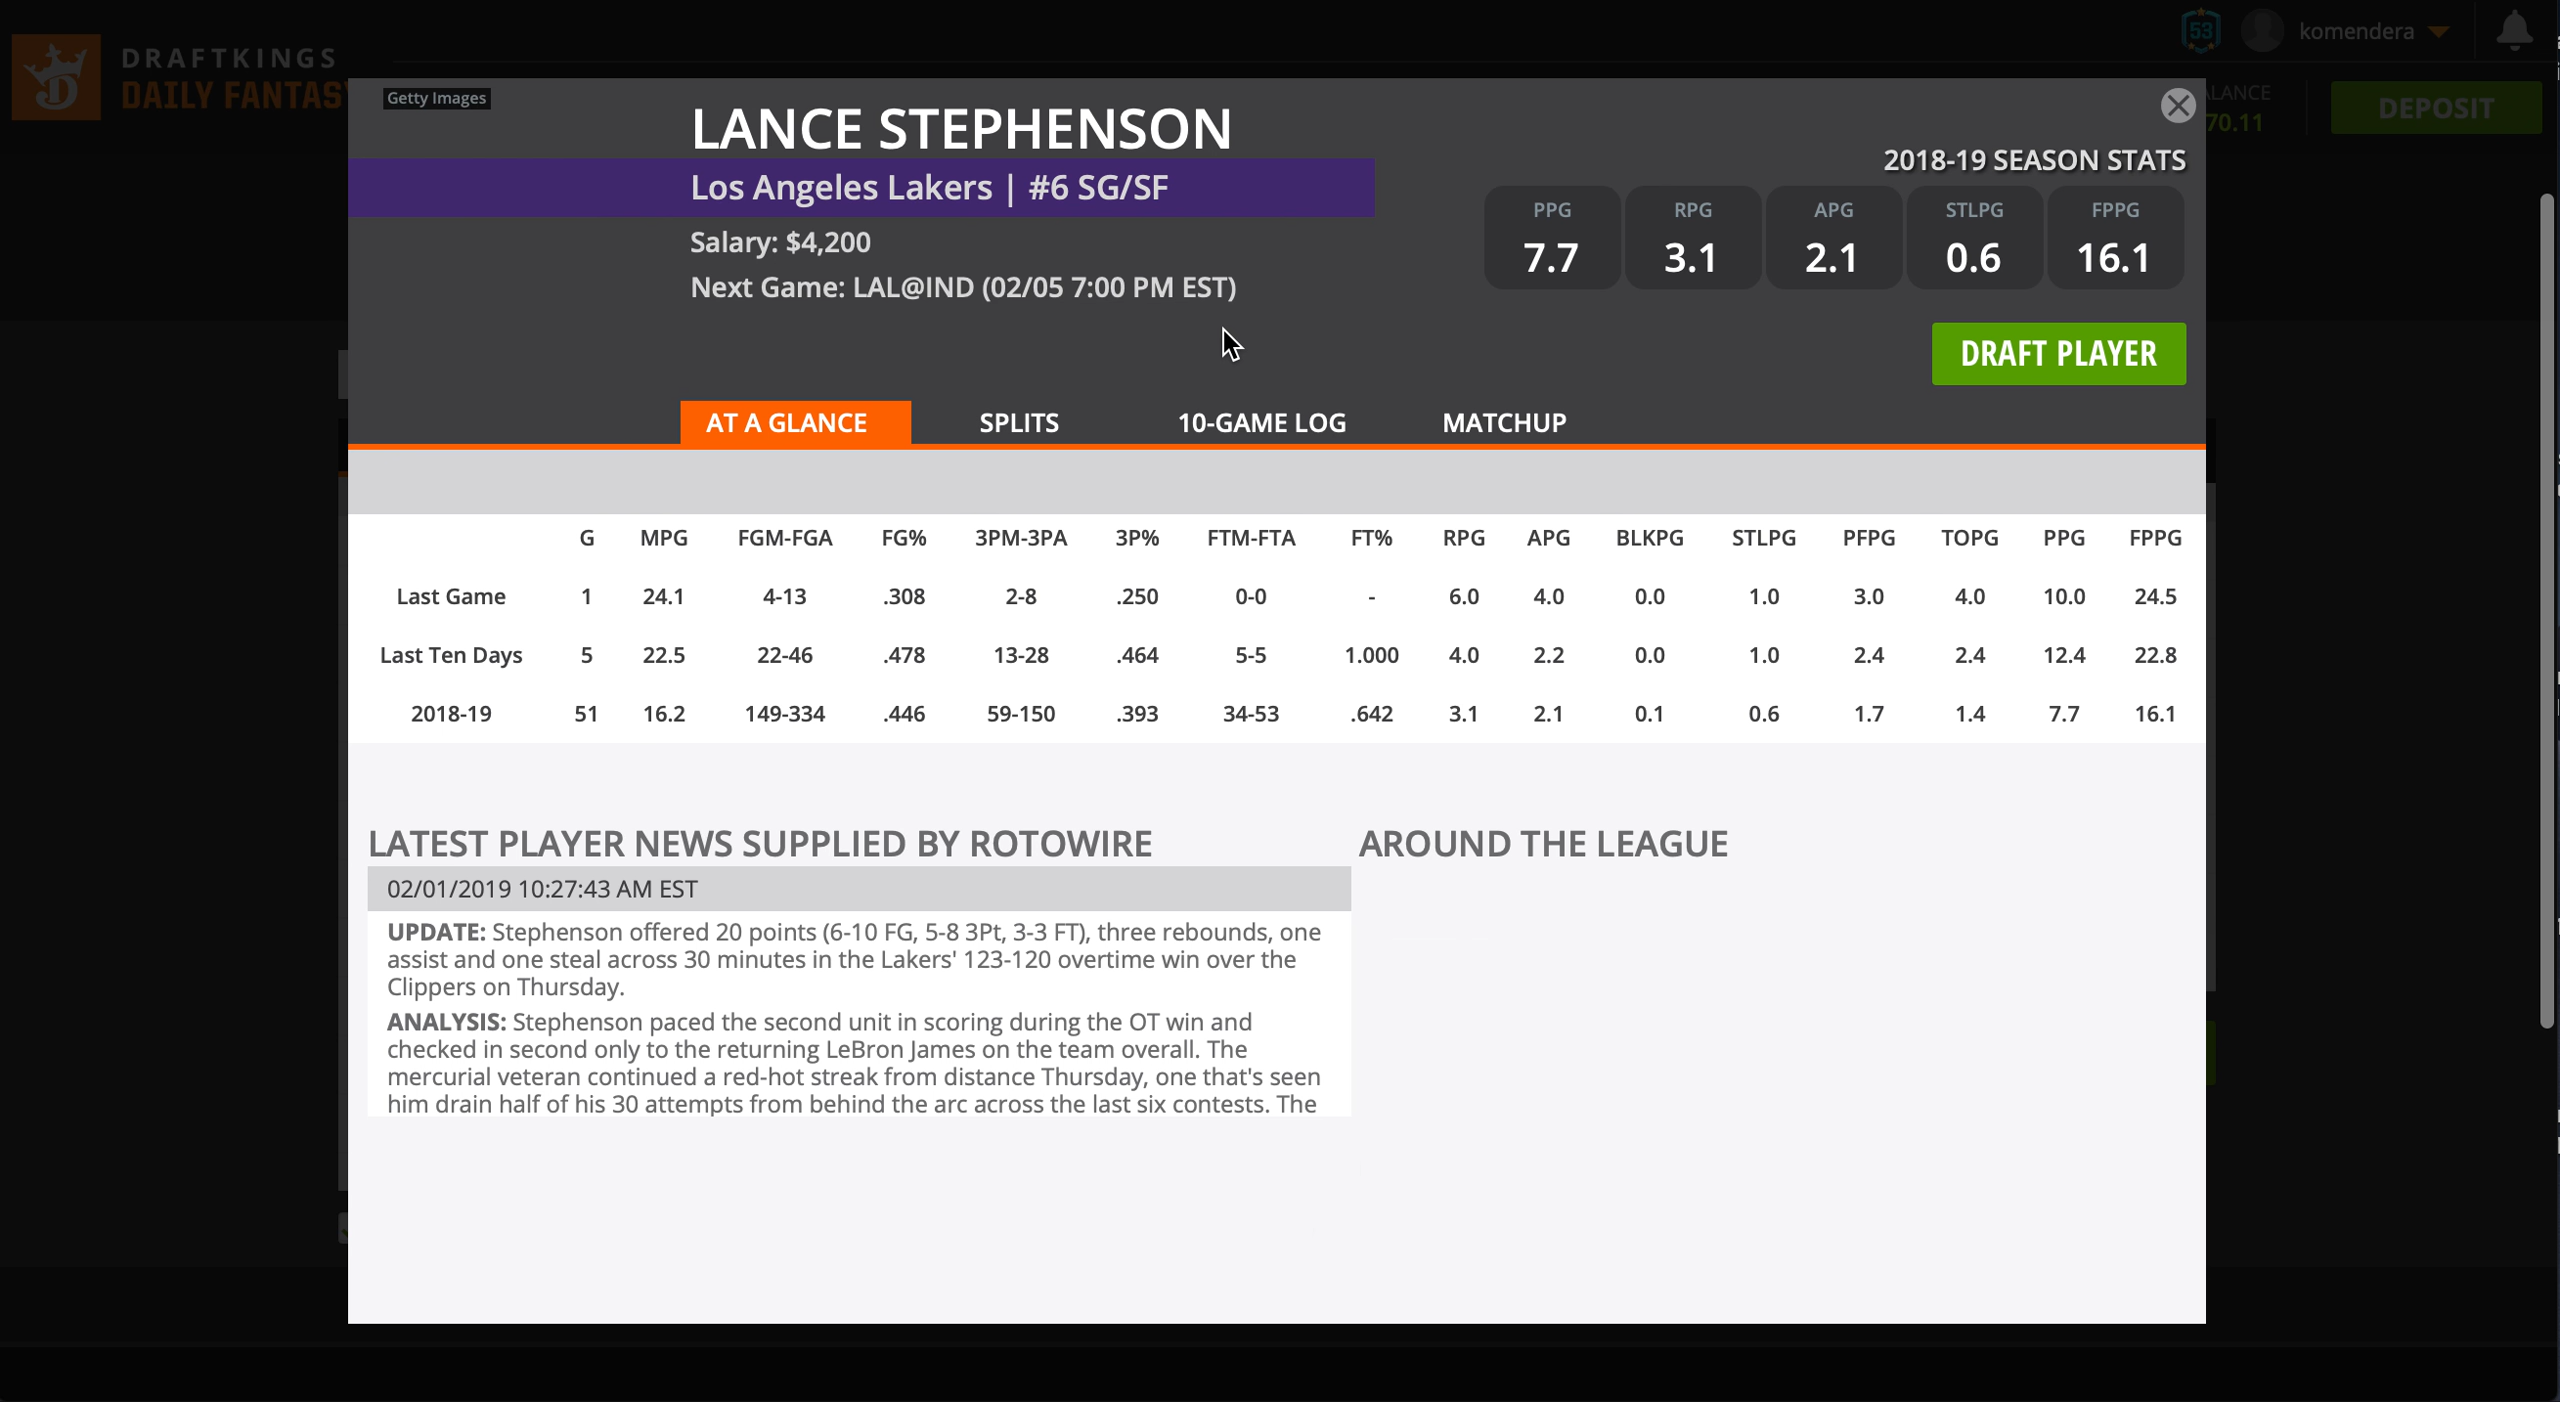 DRAFTKINGS
DAILY FANTASY
53
komendera
Getty Images
LANCE STEPHENSON
Los Angeles Lakers | #6 SG/SF
Salary: $4,200
Next Game: LAL@IND (02/05 7:00 PM EST)
70.11
DEPOSIT
2018-19 SEASON STATS
PPG RPG APG STLPG FPPG
7.7 3.1 2.1 0.6 16.1
DRAFT PLAYER
AT A GLANCE SPLITS 10-GAME LOG MATCHUP
G MPG FGM-FGA FG% 3PM-3PA 3P% FTM-FTA FT% RPG APG BLKPG STLPG PFPG TOPG PPG FPPG
Last Game 1 24.1 4-13 .308 2-8 .250 0-0 - 6.0 4.0 0.0 1.0 3.0 4.0 10.0 24.5
Last Ten Days 5 22.5 22-46 .478 13-28 .464 5-5 1.000 4.0 2.2 0.0 1.0 2.4 2.4 12.4 22.8
2018-19 51 16.2 149-334 .446 59-150 .393 34-53 .642 3.1 2.1 0.1 0.6 1.7 1.4 7.7 16.1
LATEST PLAYER NEWS SUPPLIED BY ROTOWIRE
02/01/2019 10:27:43 AM EST
UPDATE: Stephenson offered 20 points (6-10 FG, 5-8 3Pt, 3-3 FT), three rebounds, one
assist and one steal across 30 minutes in the Lakers' 123-120 overtime win over the
Clippers on Thursday.
ANALYSIS: Stephenson paced the second unit in scoring during the OT win and
checked in second only to the returning LeBron James on the team overall. The
mercurial veteran continued a red-hot streak from distance Thursday, one that's seen
him drain half of his 30 attempts from behind the arc across the last six contests. The
AROUND THE LEAGUE